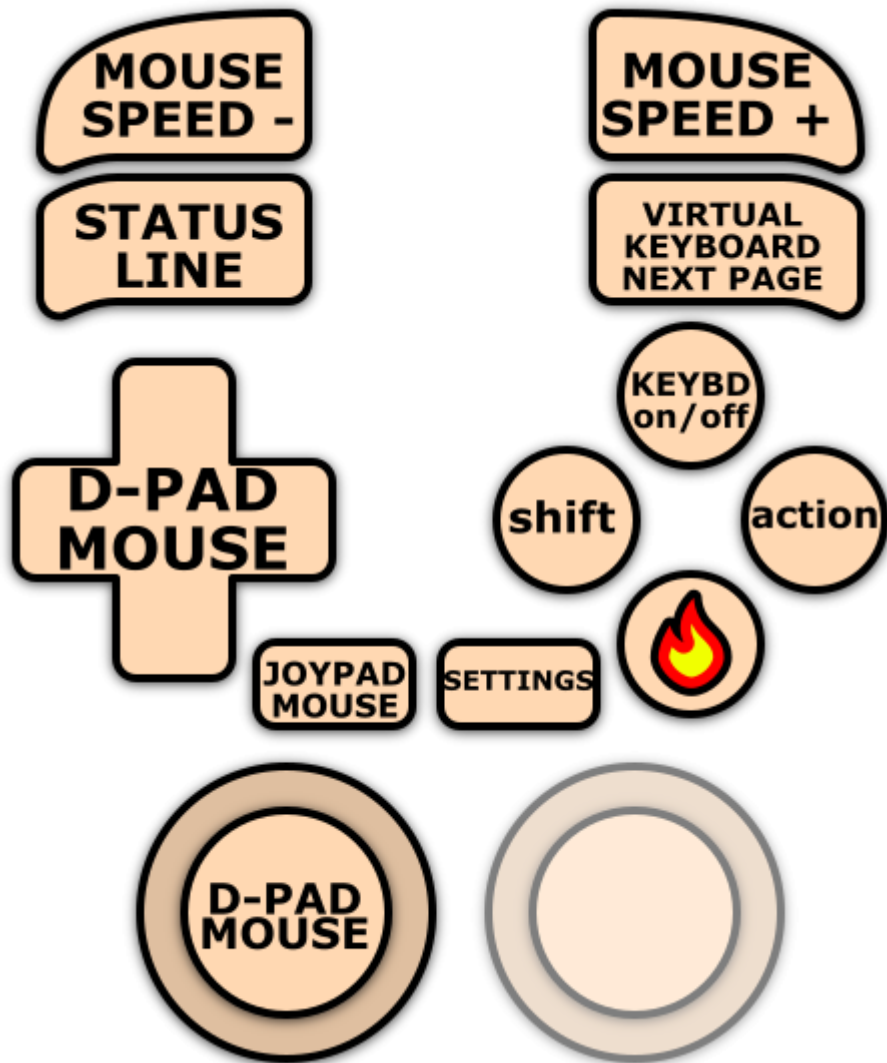 MOUSE
SPEED -
MOUSE
SPEED +
STATUS
LINE
VIRTUAL
KEYBOARD
NEXT PAGE
KEYBD
on/off
D-PAD
MOUSE
shift
action
JOYPAD
MOUSE
SETTINGS
D-PAD
MOUSE